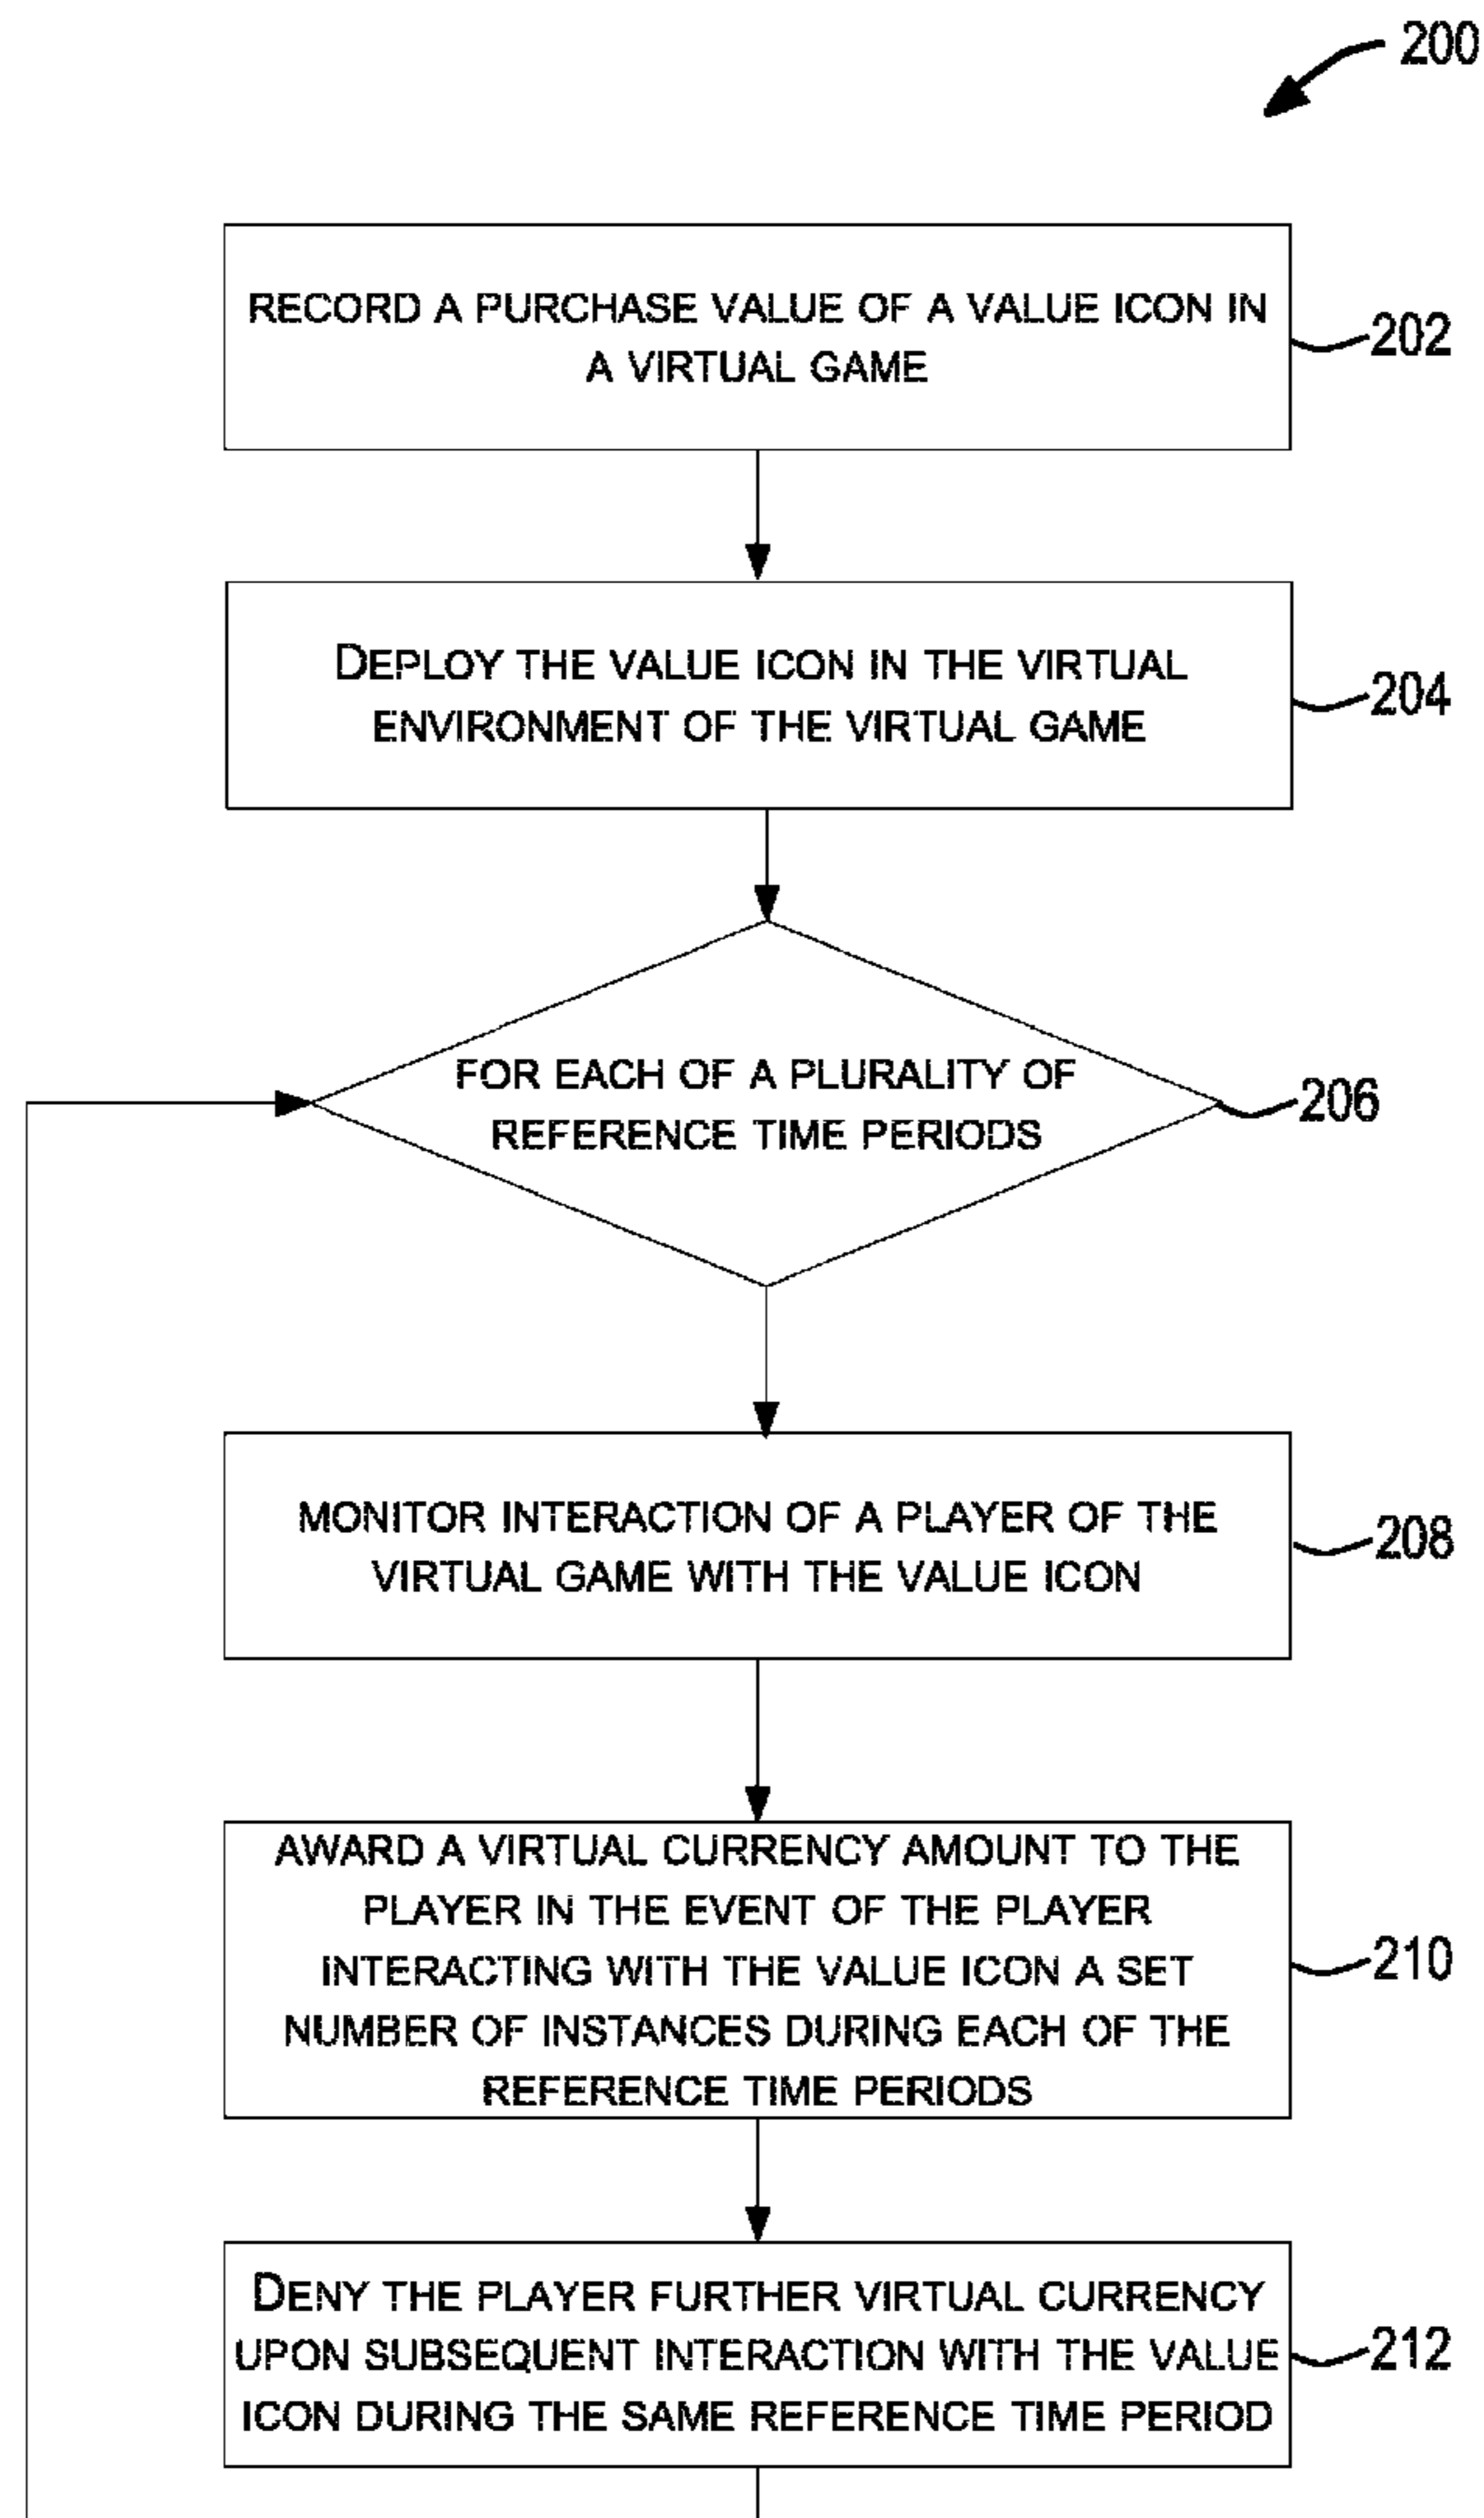 200
RECORD A PURCHASE VALUE OF A VALUE ICON IN
A VIRTUAL GAME
202
DEPLOY THE VALUE ICON IN THE VIRTUAL
ENVIRONMENT OF THE VIRTUAL GAME
204
FOR EACH OF A PLURALITY OF
REFERENCE TIME PERIODS
206
MONITOR INTERACTION OF A PLAYER OF THE
VIRTUAL GAME WITH THE VALUE ICON
208
AWARD A VIRTUAL CURRENCY AMOUNT TO THE
PLAYER IN THE EVENT OF THE PLAYER
INTERACTING WITH THE VALUE ICON A SET
NUMBER OF INSTANCES DURING EACH OF THE
REFERENCE TIME PERIODS
210
DENY THE PLAYER FURTHER VIRTUAL CURRENCY
UPON SUBSEQUENT INTERACTION WITH THE VALUE
ICON DURING THE SAME REFERENCE TIME PERIOD
212